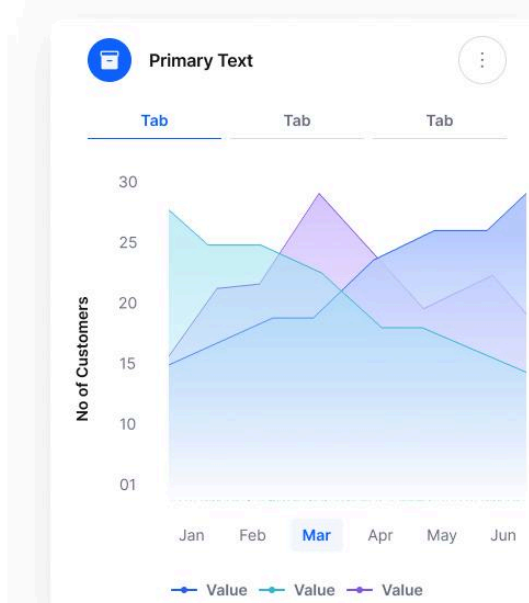 Primary Text
Tab Tab Tab
30
25
20
15
10
01
No of Customers
Jan Feb Mar Apr May Jun
Value Value Value